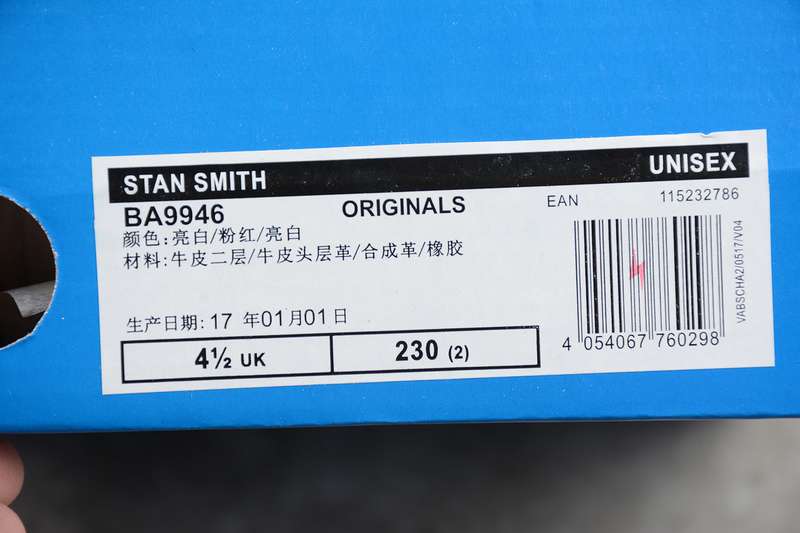 STAN SMITH UNISEX
BA9946 ORIGINALS EAN 115232786
颜色:亮白/粉红/亮白
材料:牛皮二层/牛皮头层革/合成革/橡胶
生产日期:17 年01月01日
4½ UK 230 (2)
4 054067 760298
VABSCHA2/0517/V04